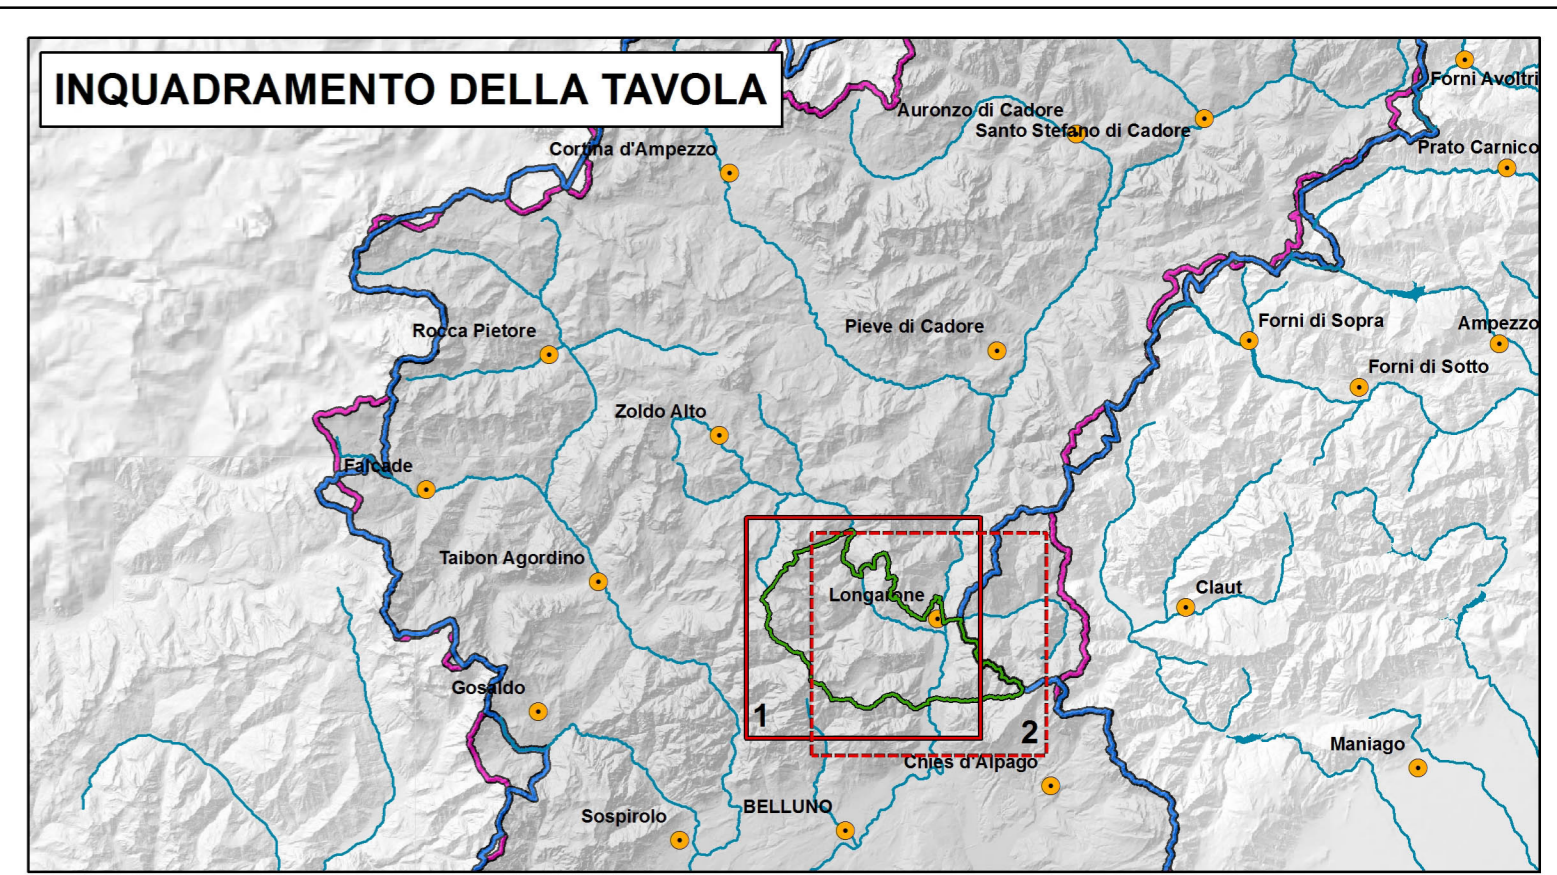 INQUADRAMENTO DELLA TAVOLA
Forni Avoltri
Auronzo di Cadore
Santo Stefano di Cadore
Cortina d'Ampezzo
Prato Carnico
Rocca Pietore
Pieve di Cadore
Forni di Sopra
Ampezzo
Forni di Sotto
Zoldo Alto
Falcade
Taibon Agordino
Longarone
Claut
Gosaldo
1
2
Maniago
Chies d'Alpago
BELLUNO
Sospirolo